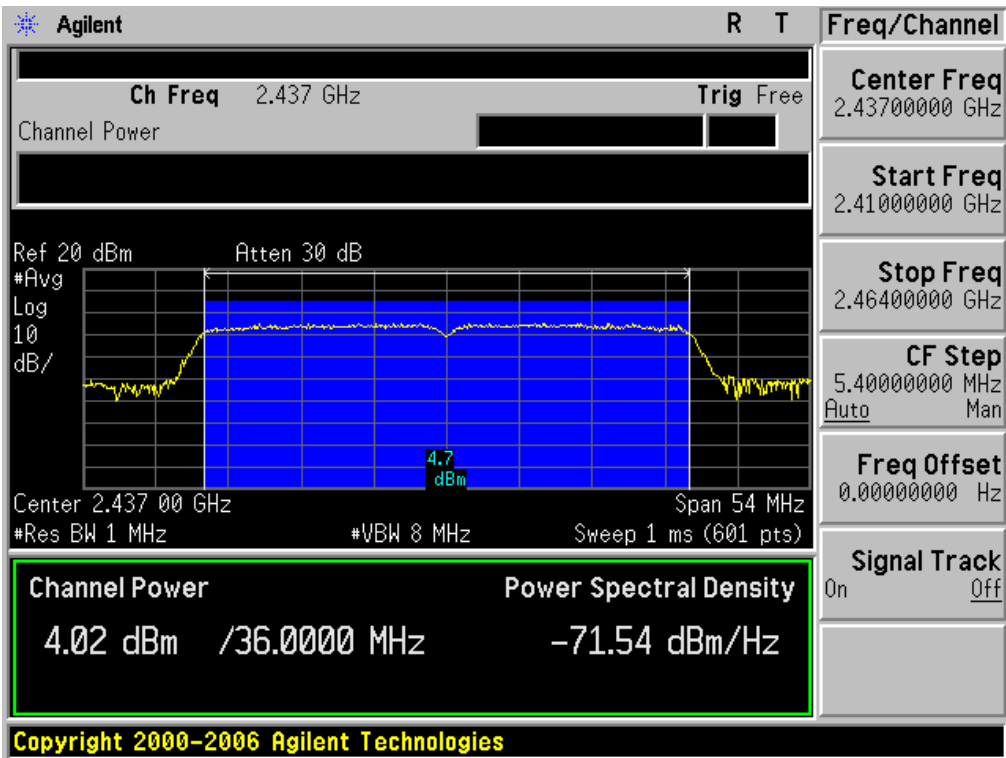 Agilent R T
Freq/Channel
Ch Freq 2.437 GHz Trig Free
Channel Power
Ref 20 dBm Atten 30 dB
#Avg
Log
10
dB/
4.7
dBm
Center 2.437 00 GHz Span 54 MHz
#Res BW 1 MHz #VBW 8 MHz Sweep 1 ms (601 pts)
Channel Power Power Spectral Density
4.02 dBm /36.0000 MHz -71.54 dBm/Hz
Copyright 2000-2006 Agilent Technologies
Center Freq
2.43700000 GHz
Start Freq
2.41000000 GHz
Stop Freq
2.46400000 GHz
CF Step
5.40000000 MHz
Auto Man
Freq Offset
0.00000000 Hz
Signal Track
On Off